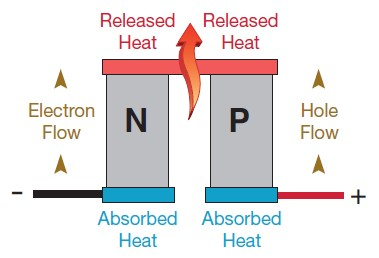 Released Released
Heat Heat
Electron
Flow
N
P
Hole
Flow
-
+
Absorbed Absorbed
Heat Heat